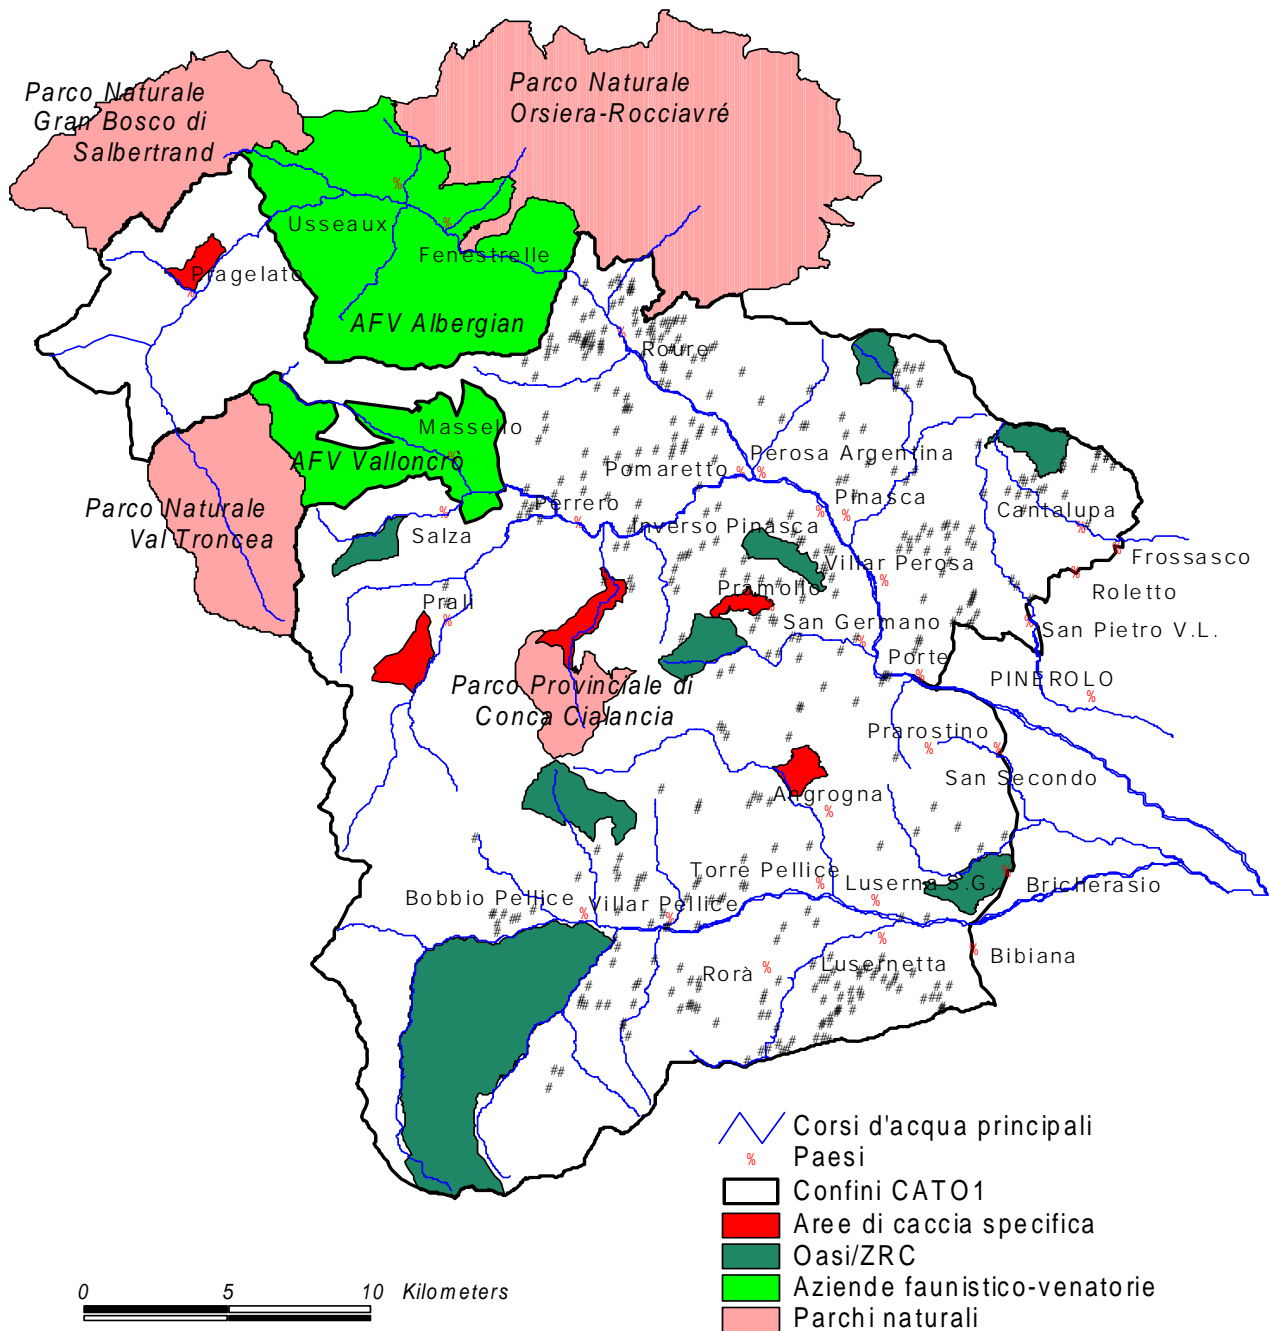 Parco Naturale
Gran Bosco di
Salbertrand
Parco Naturale
Orsiera-Rocciavré
Usseaux
Fenestrelle
Pragelato
AFV Albergian
Roure
Massello
AFV Valloncrò
Pomaretto
Perosa Argentina
Parco Naturale
Val Troncea
Perrero
Pinasca
Cantalupa
Salza
Inverso Pinasca
Villar Perosa
Frossasco
Roletto
Prali
Pramollo
San Germano
San Pietro V.L.
Porte
PINEROLO
Parco Provinciale di
Conca Cialancia
Prarostino
San Secondo
Angrogna
Torre Pellice
Luserna S.G.
Bricherasio
Bobbio Pellice
Villar Pellice
Rorà
Lusernetta
Bibiana
Corsi d'acqua principali
% Paesi
Confini CATO1
Aree di caccia specifica
Oasi/ZRC
Aziende faunistico-venatorie
Parchi naturali
0 5 10 Kilometers